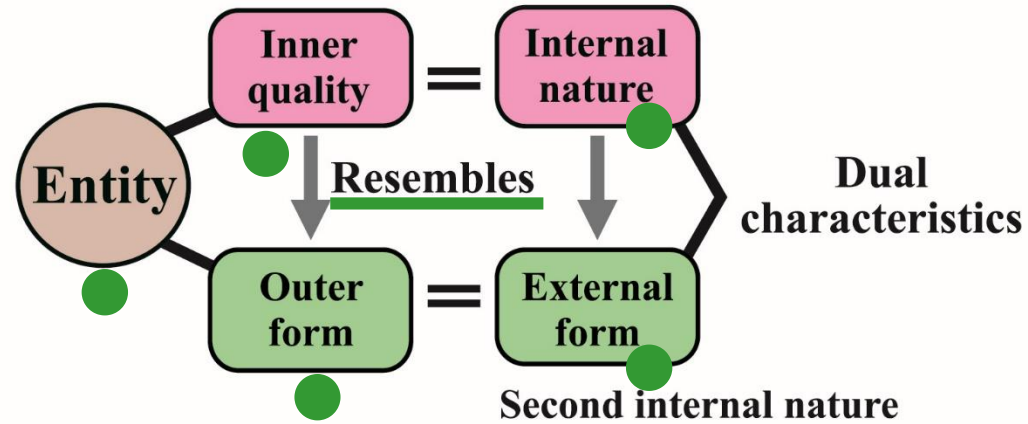 Entity
Inner
quality
=
Internal
nature
Resembles
Outer
form
=
External
form
Dual
characteristics
Second internal nature